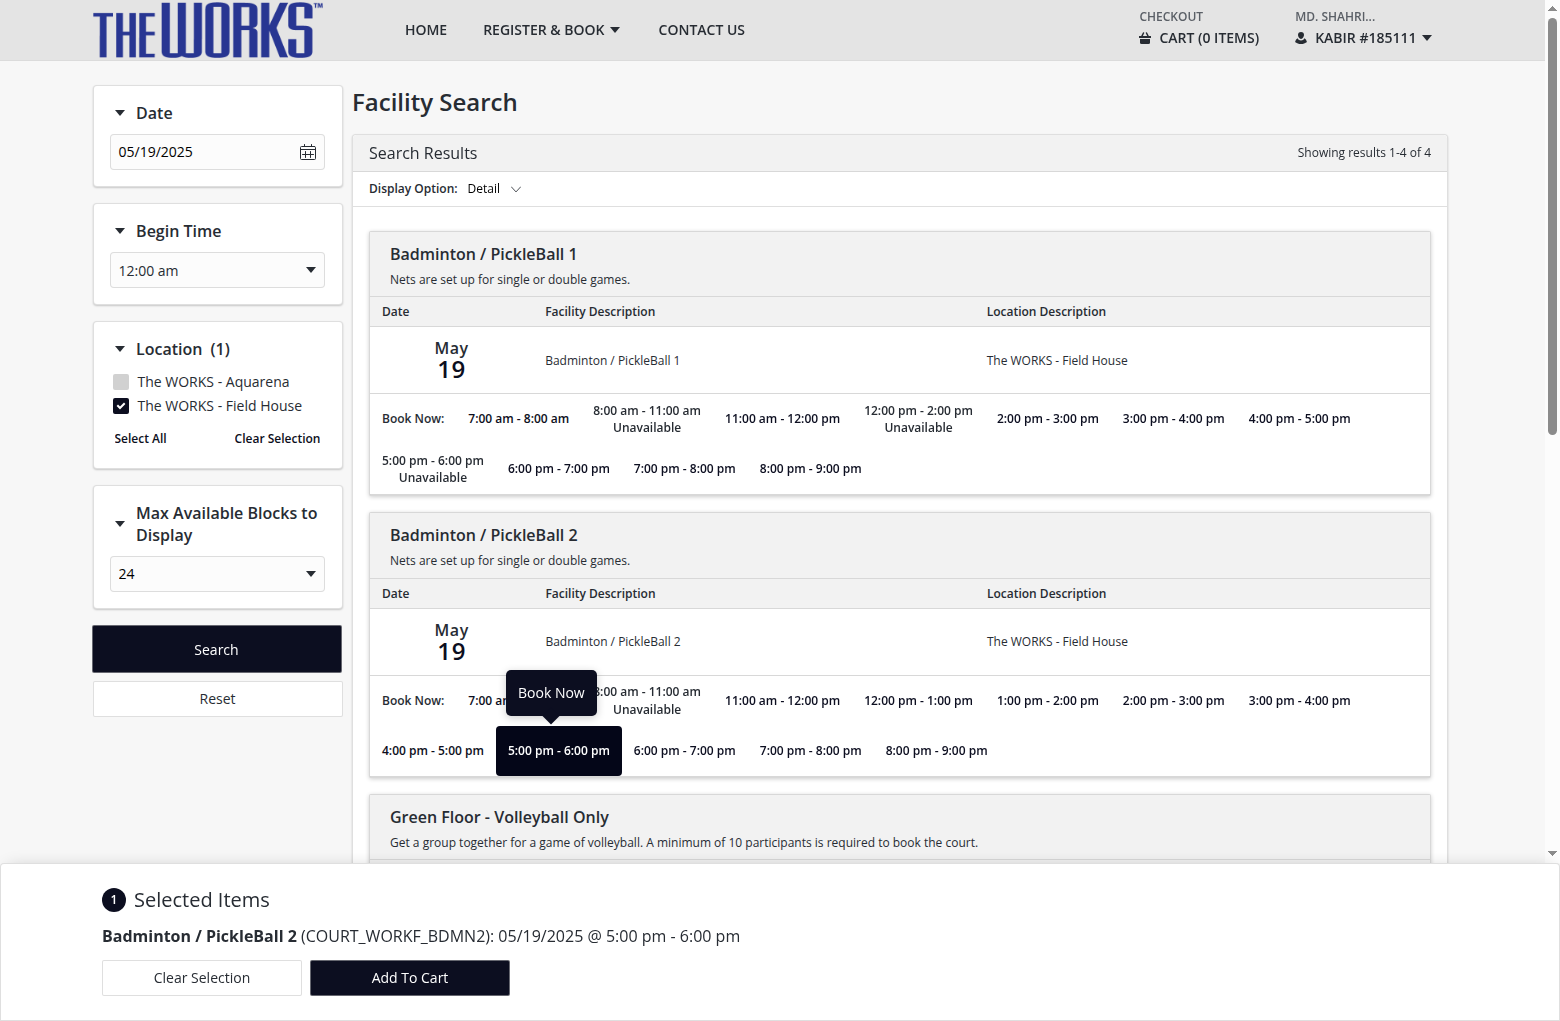 THE WORKS™
HOME
REGISTER & BOOK
CONTACT US
CHECKOUT
CART (0 ITEMS)
MD. SHAHRI...
KABIR #185111
Date
05/19/2025
Begin Time
12:00 am
Location (1)
The WORKS - Aquarena
The WORKS - Field House
Select All
Clear Selection
Max Available Blocks to
Display
24
Search
Reset
Facility Search
Search Results
Showing results 1-4 of 4
Display Option: Detail
Badminton / PickleBall 1
Nets are set up for single or double games.
Date Facility Description Location Description
May
19
Badminton / PickleBall 1
The WORKS - Field House
Book Now: 7:00 am - 8:00 am 8:00 am - 11:00 am 11:00 am - 12:00 pm 12:00 pm - 2:00 pm 2:00 pm - 3:00 pm 3:00 pm - 4:00 pm 4:00 pm - 5:00 pm
Unavailable Unavailable
5:00 pm - 6:00 pm 6:00 pm - 7:00 pm 7:00 pm - 8:00 pm 8:00 pm - 9:00 pm
Unavailable
Badminton / PickleBall 2
Nets are set up for single or double games.
Date Facility Description Location Description
May
19
Badminton / PickleBall 2
The WORKS - Field House
Book Now
Book Now: 7:00 :00 am - 11:00 am 11:00 am - 12:00 pm 12:00 pm - 1:00 pm 1:00 pm - 2:00 pm 2:00 pm - 3:00 pm 3:00 pm - 4:00 pm
Unavailable
4:00 pm - 5:00 pm 5:00 pm - 6:00 pm 6:00 pm - 7:00 pm 7:00 pm - 8:00 pm 8:00 pm - 9:00 pm
Green Floor - Volleyball Only
Get a group together for a game of volleyball. A minimum of 10 participants is required to book the court.
1 Selected Items
Badminton / PickleBall 2 (COURT_WORKF_BDMN2): 05/19/2025 @ 5:00 pm - 6:00 pm
Clear Selection
Add To Cart